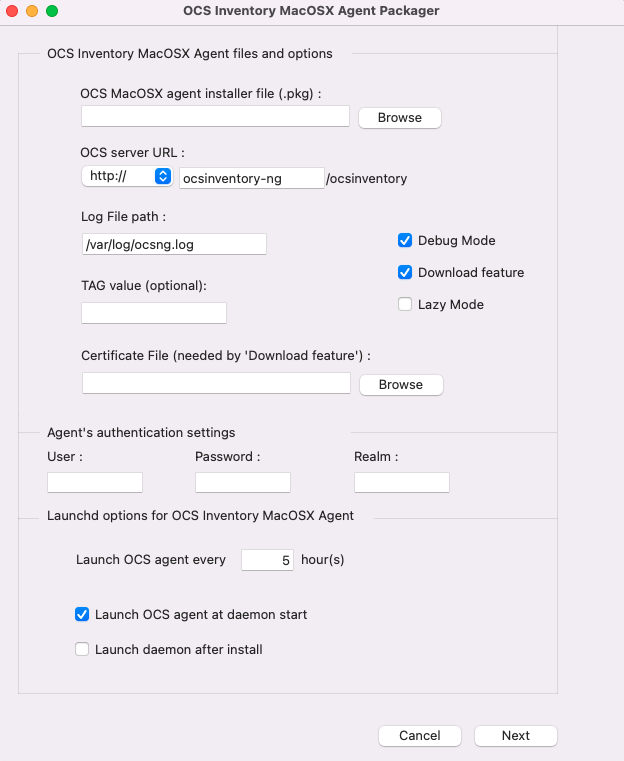 OCS Inventory MacOSX Agent Packager
OCS Inventory MacOSX Agent files and options
OCS MacOSX agent installer file (.pkg) :
Browse
OCS server URL :
http:// ocsinventory-ng /ocsinventory
Log File path :
/var/log/ocsng.log
Debug Mode
Download feature
TAG value (optional):
Lazy Mode
Certificate File (needed by 'Download feature') :
Browse
Agent's authentication settings
User : Password : Realm :
Launchd options for OCS Inventory MacOSX Agent
Launch OCS agent every 5 hour(s)
Launch OCS agent at daemon start
Launch daemon after install
Cancel Next